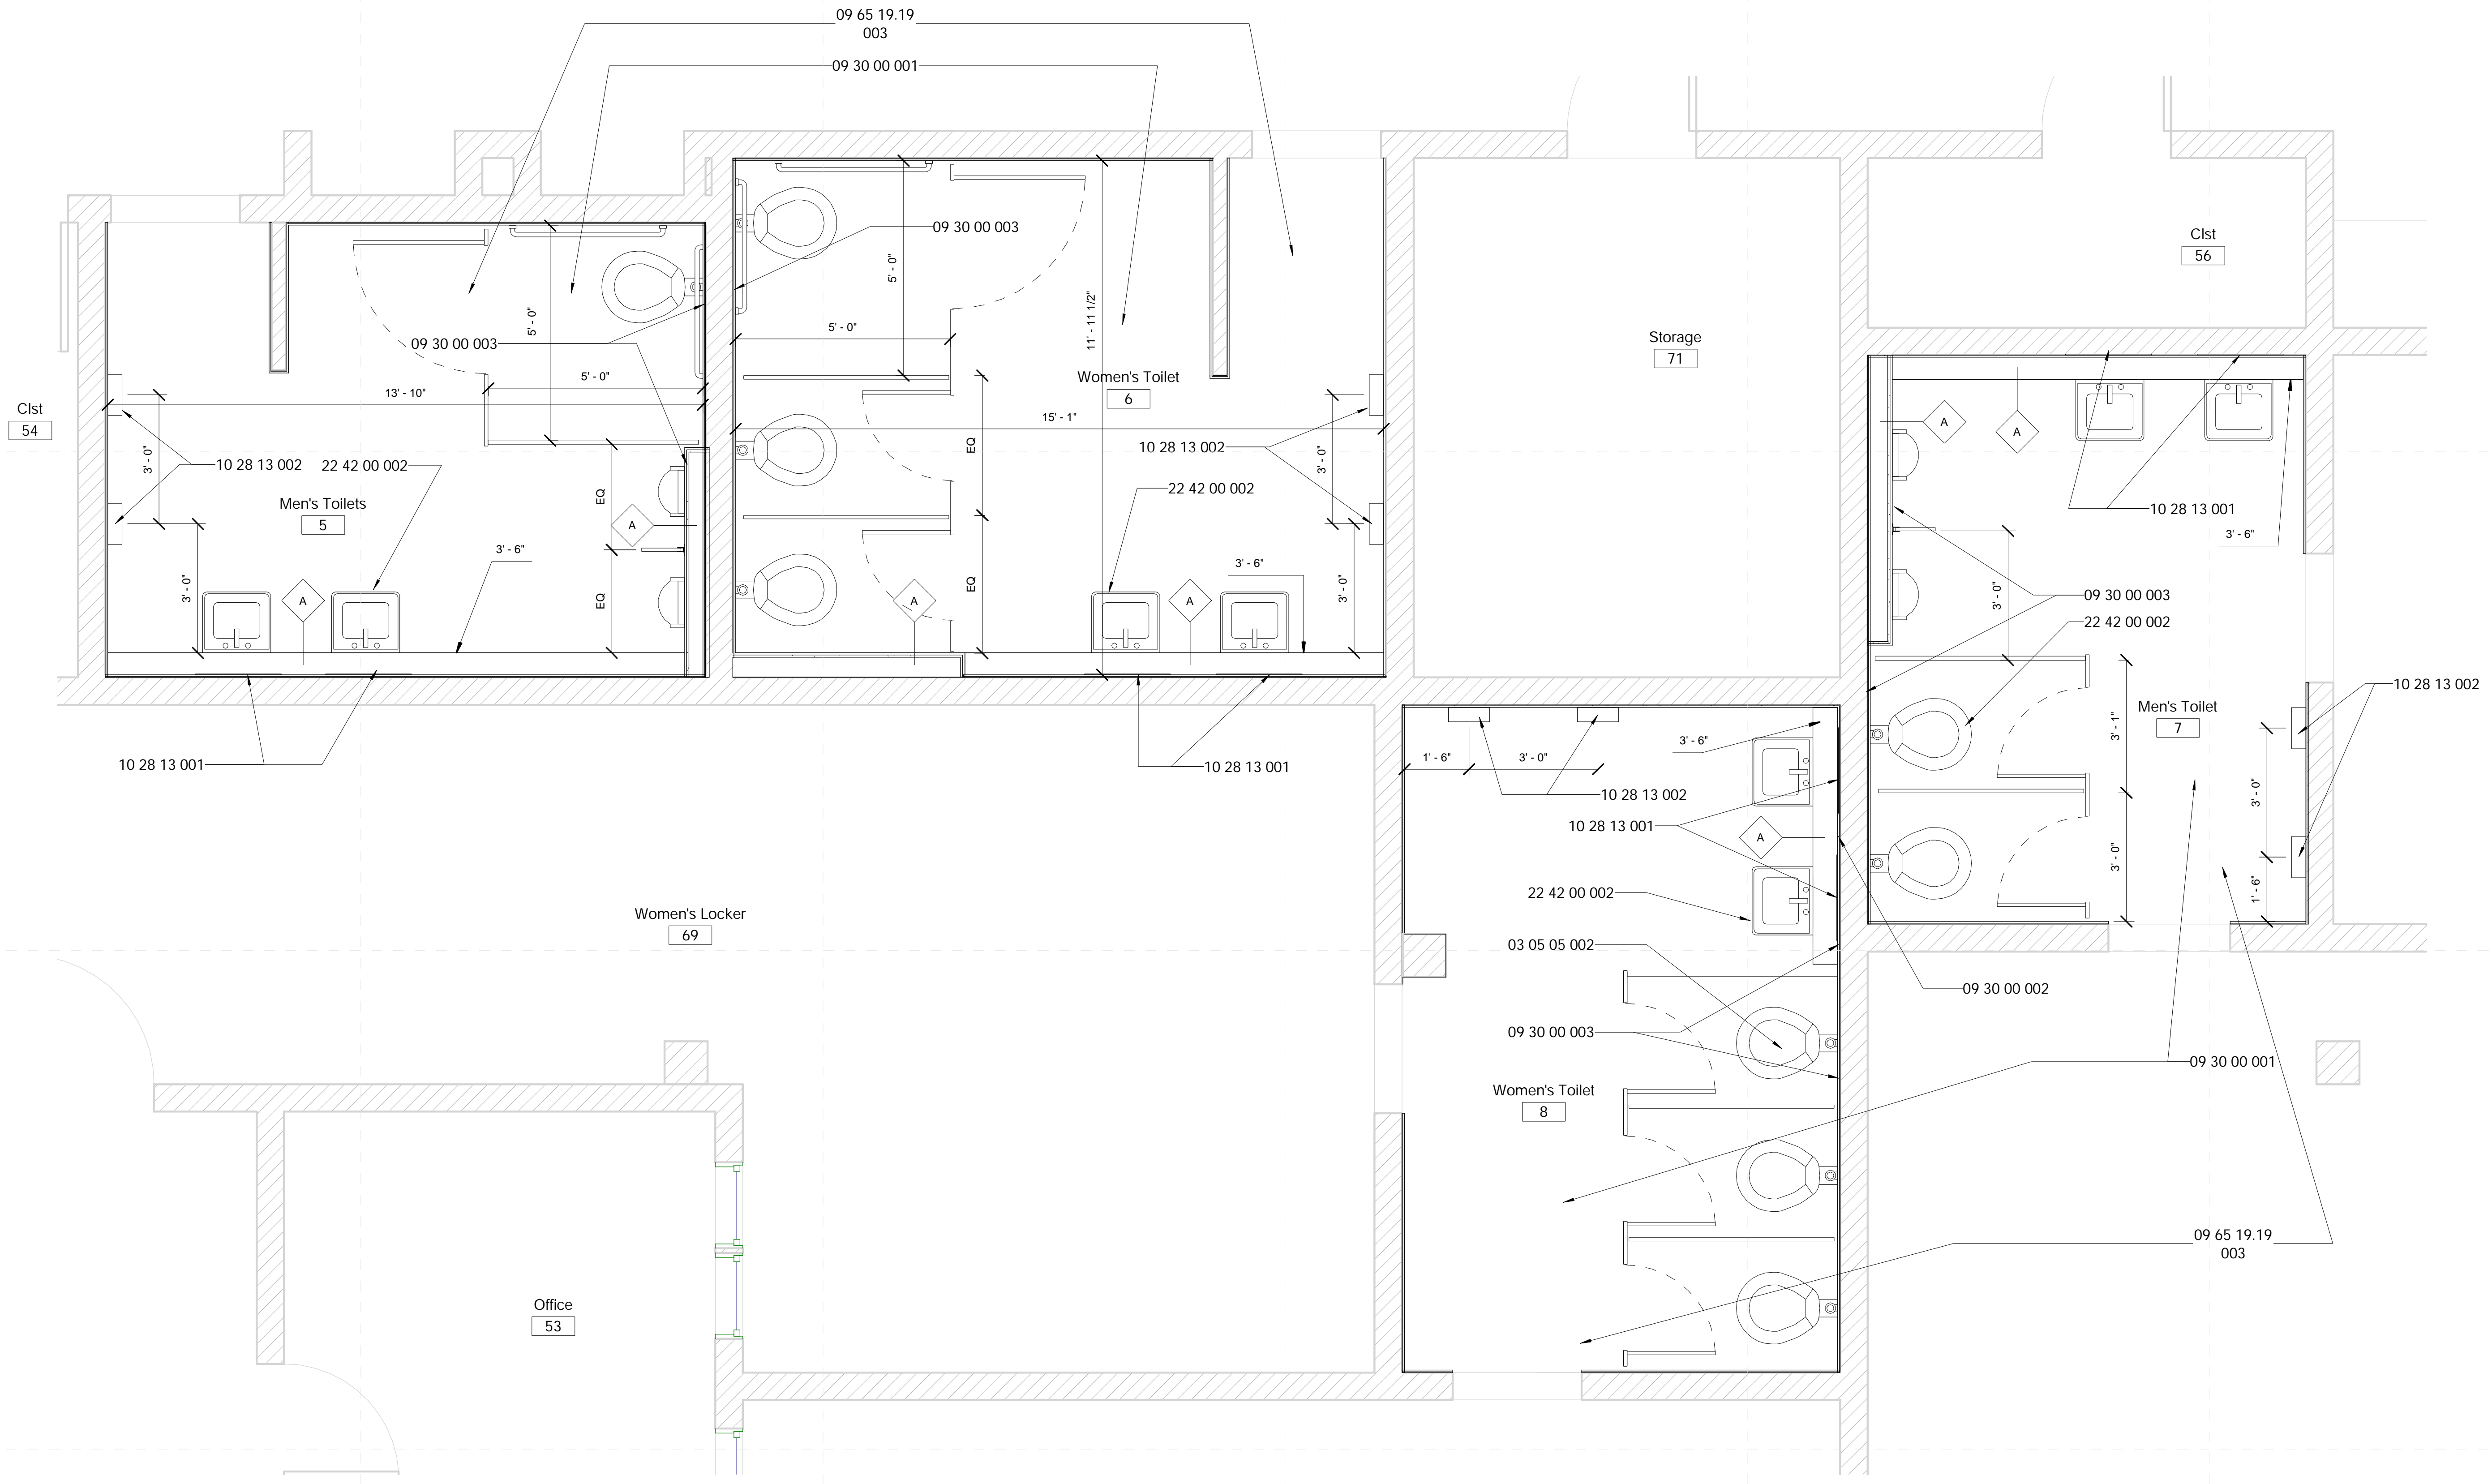 09 65 19.19
003
09 30 00 001
09 30 00 003
5' - 0"
5' - 0"
5' - 0"
11' - 11 1/2"
Clst
56
Storage
71
09 30 00 003
5' - 0"
13' - 10"
Women's Toilet
6
15' - 1"
Clst
54
3' - 0"
10 28 13 002
22 42 00 002
Men's Toilets
5
EQ
A
EQ
3' - 6"
3' - 0"
A
EQ
EQ
10 28 13 002
3' - 0"
22 42 00 002
3' - 6"
3' - 0"
A
A
A
A
10 28 13 001
3' - 6"
3' - 0"
09 30 00 003
22 42 00 002
10 28 13 002
Men's Toilet
7
3' - 1"
3' - 0"
3' - 0"
1' - 6"
10 28 13 001
10 28 13 001
1' - 6"
3' - 0"
3' - 6"
10 28 13 002
10 28 13 001
A
22 42 00 002
03 05 05 002
09 30 00 002
09 30 00 003
09 30 00 001
Women's Locker
69
Women's Toilet
8
09 65 19.19
003
Office
53